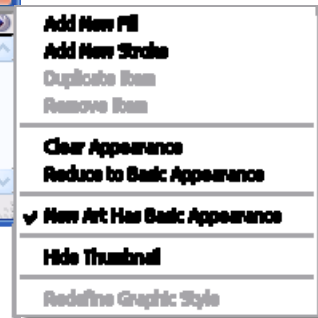 Add New Fill
Add New Stroke
Duplicate Item
Remove Item
Clear Appearance
Reduce to Basic Appearance
New Art Has Basic Appearance
Hide Thumbnail
Redefine Graphic Style